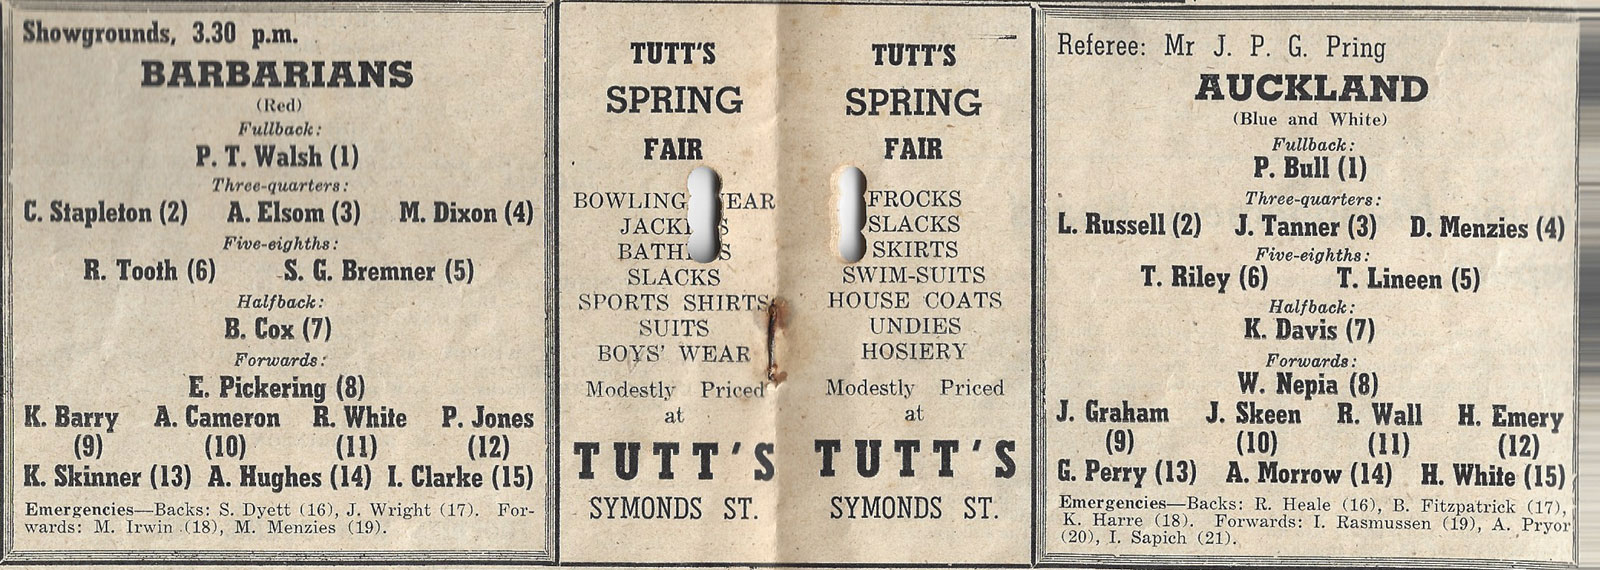 Showgrounds, 3.30 p.m.
BARBARIANS
(Red)
Fullback:
P. T. Walsh (1)
Three-quarters:
C. Stapleton (2) A. Elsom (3) M. Dixon (4)
Five-eighths:
R. Tooth (6) S. G. Bremner (5)
Halfback:
B. Cox (7)
Forwards:
E. Pickering (8)
K. Barry A. Cameron R. White P. Jones
(9) (10) (11) (12)
K. Skinner (13) A. Hughes (14) I. Clarke (15)
Emergencies—Backs: S. Dyett (16), J. Wright (17). For-
wards: M. Irwin (18), M. Menzies (19).
TUTT'S
SPRING
FAIR
BOWLING
SLACKS
SPORTS SHIRTS
SUITS
BOYS' WEAR
Modestly Priced
at
TUTT'S
SYMONDS ST.
TUTT'S
SPRING
FAIR
FROCKS
SLACKS
SKIRTS
SWIM-SUITS
HOUSE COATS
UNDIES
HOSIERY
Modestly Priced
at
TUTT'S
SYMONDS ST.
Referee: Mr J. P. G. Pring
AUCKLAND
(Blue and White)
Fullback:
P. Bull (1)
Three-quarters:
L. Russell (2) J. Tanner (3) D. Menzies (4)
Five-eighths:
T. Riley (6) T. Lineen (5)
Halfback:
K. Davis (7)
Forwards:
W. Nepia (8)
J. Graham J. Skeen R. Wall H. Emery
(9) (10) (11) (12)
G. Perry (13) A. Morrow (14) H. White (15)
Emergencies—Backs: R. Heale (16), B. Fitzpatrick (17),
K. Harre (18). Forwards: I. Rasmussen (19), A. Pryor
(20), I. Sapich (21).